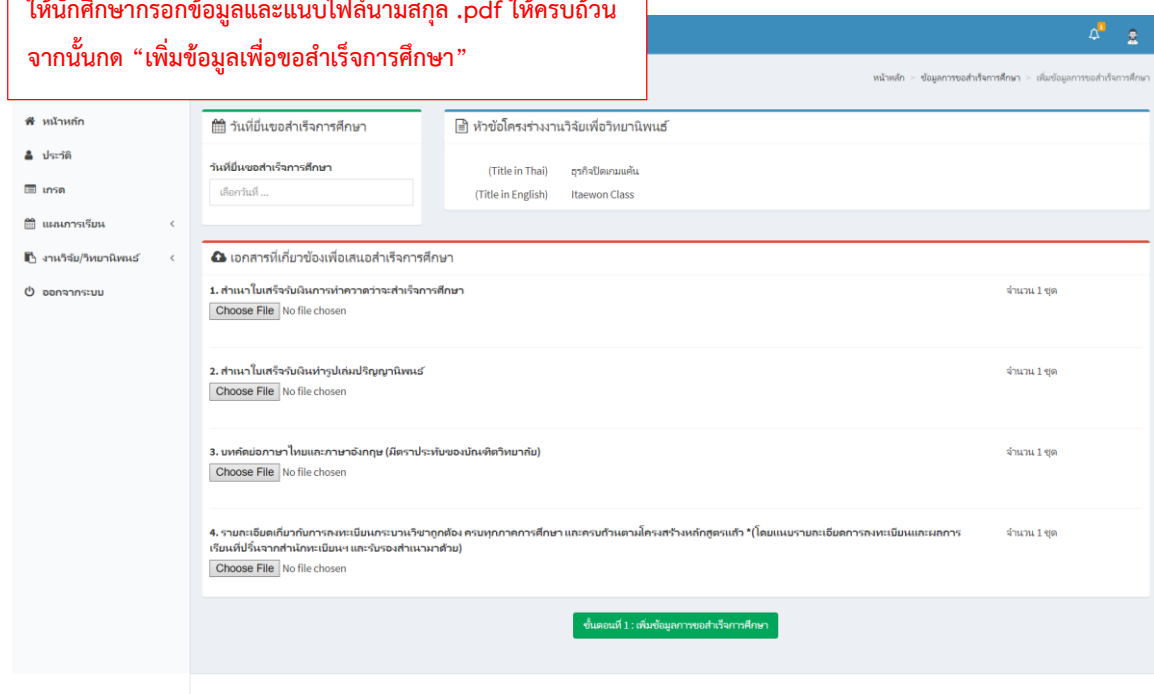 ให้นักศึกษากรอกข้อมูลและแนบไฟล์นามสกุล .pdf ให้ครบถ้วน
จากนั้นกด “เพิ่มข้อมูลเพื่อขอสำเร็จการศึกษา”
หน้าหลัก > ข้อมูลการขอสำเร็จการศึกษา > เพิ่มข้อมูลการขอสำเร็จการศึกษา
หน้าหลัก
ประวัติ
เกรด
แผนการเรียน
งานวิจัย/วิทยานิพนธ์
ออกจากระบบ
วันที่ยื่นขอสำเร็จการศึกษา
วันที่ยื่นขอสำเร็จการศึกษา
เลือกวันที่ ...
หัวข้อโครงร่างงานวิจัยเพื่อวิทยานิพนธ์
(Title in Thai) ธุรกิจปิดเกมแค้น
(Title in English) Itaewon Class
เอกสารที่เกี่ยวข้องเพื่อเสนอสำเร็จการศึกษา
1. สำเนาใบเสร็จรับเงินการทำคาดว่าจะสำเร็จการศึกษา จำนวน 1 ชุด
Choose File No file chosen
2. สำเนาใบเสร็จรับเงินทำรูปเล่มปริญญานิพนธ์ จำนวน 1 ชุด
Choose File No file chosen
3. บทคัดย่อภาษาไทยและภาษาอังกฤษ (มีตราประทับของบัณฑิตวิทยาลัย) จำนวน 1 ชุด
Choose File No file chosen
4. รายละเอียดเกี่ยวกับการลงทะเบียนกระบวนวิชาถูกต้อง ครบทุกภาคการศึกษา และครบถ้วนตามโครงสร้างหลักสูตรแล้ว *(โดยแนบรายละเอียดการลงทะเบียนและผลการ จำนวน 1 ชุด
เรียนที่ปริ้นจากสำนักทะเบียนฯ และรับรองสำเนามาด้วย)
Choose File No file chosen
ขั้นตอนที่ 1 : เพิ่มข้อมูลการขอสำเร็จการศึกษา